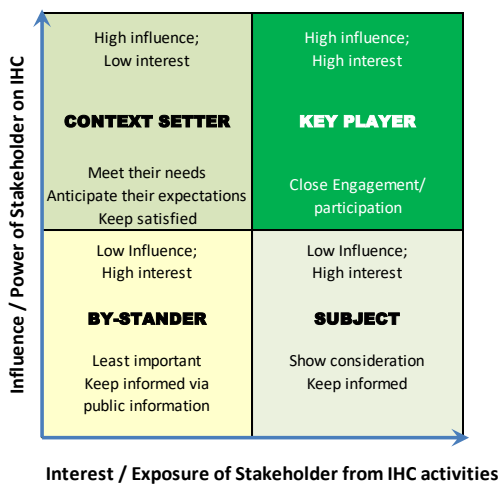 Influence / Power of Stakeholder on IHC
High influence;
Low interest
CONTEXT SETTER
Meet their needs
Anticipate their expectations
Keep satisfied
High influence;
High interest
KEY PLAYER
Close Engagement/
participation
Low Influence;
High interest
BY-STANDER
Least important
Keep informed via
public information
Low Influence;
High interest
SUBJECT
Show consideration
Keep informed
Interest / Exposure of Stakeholder from IHC activities